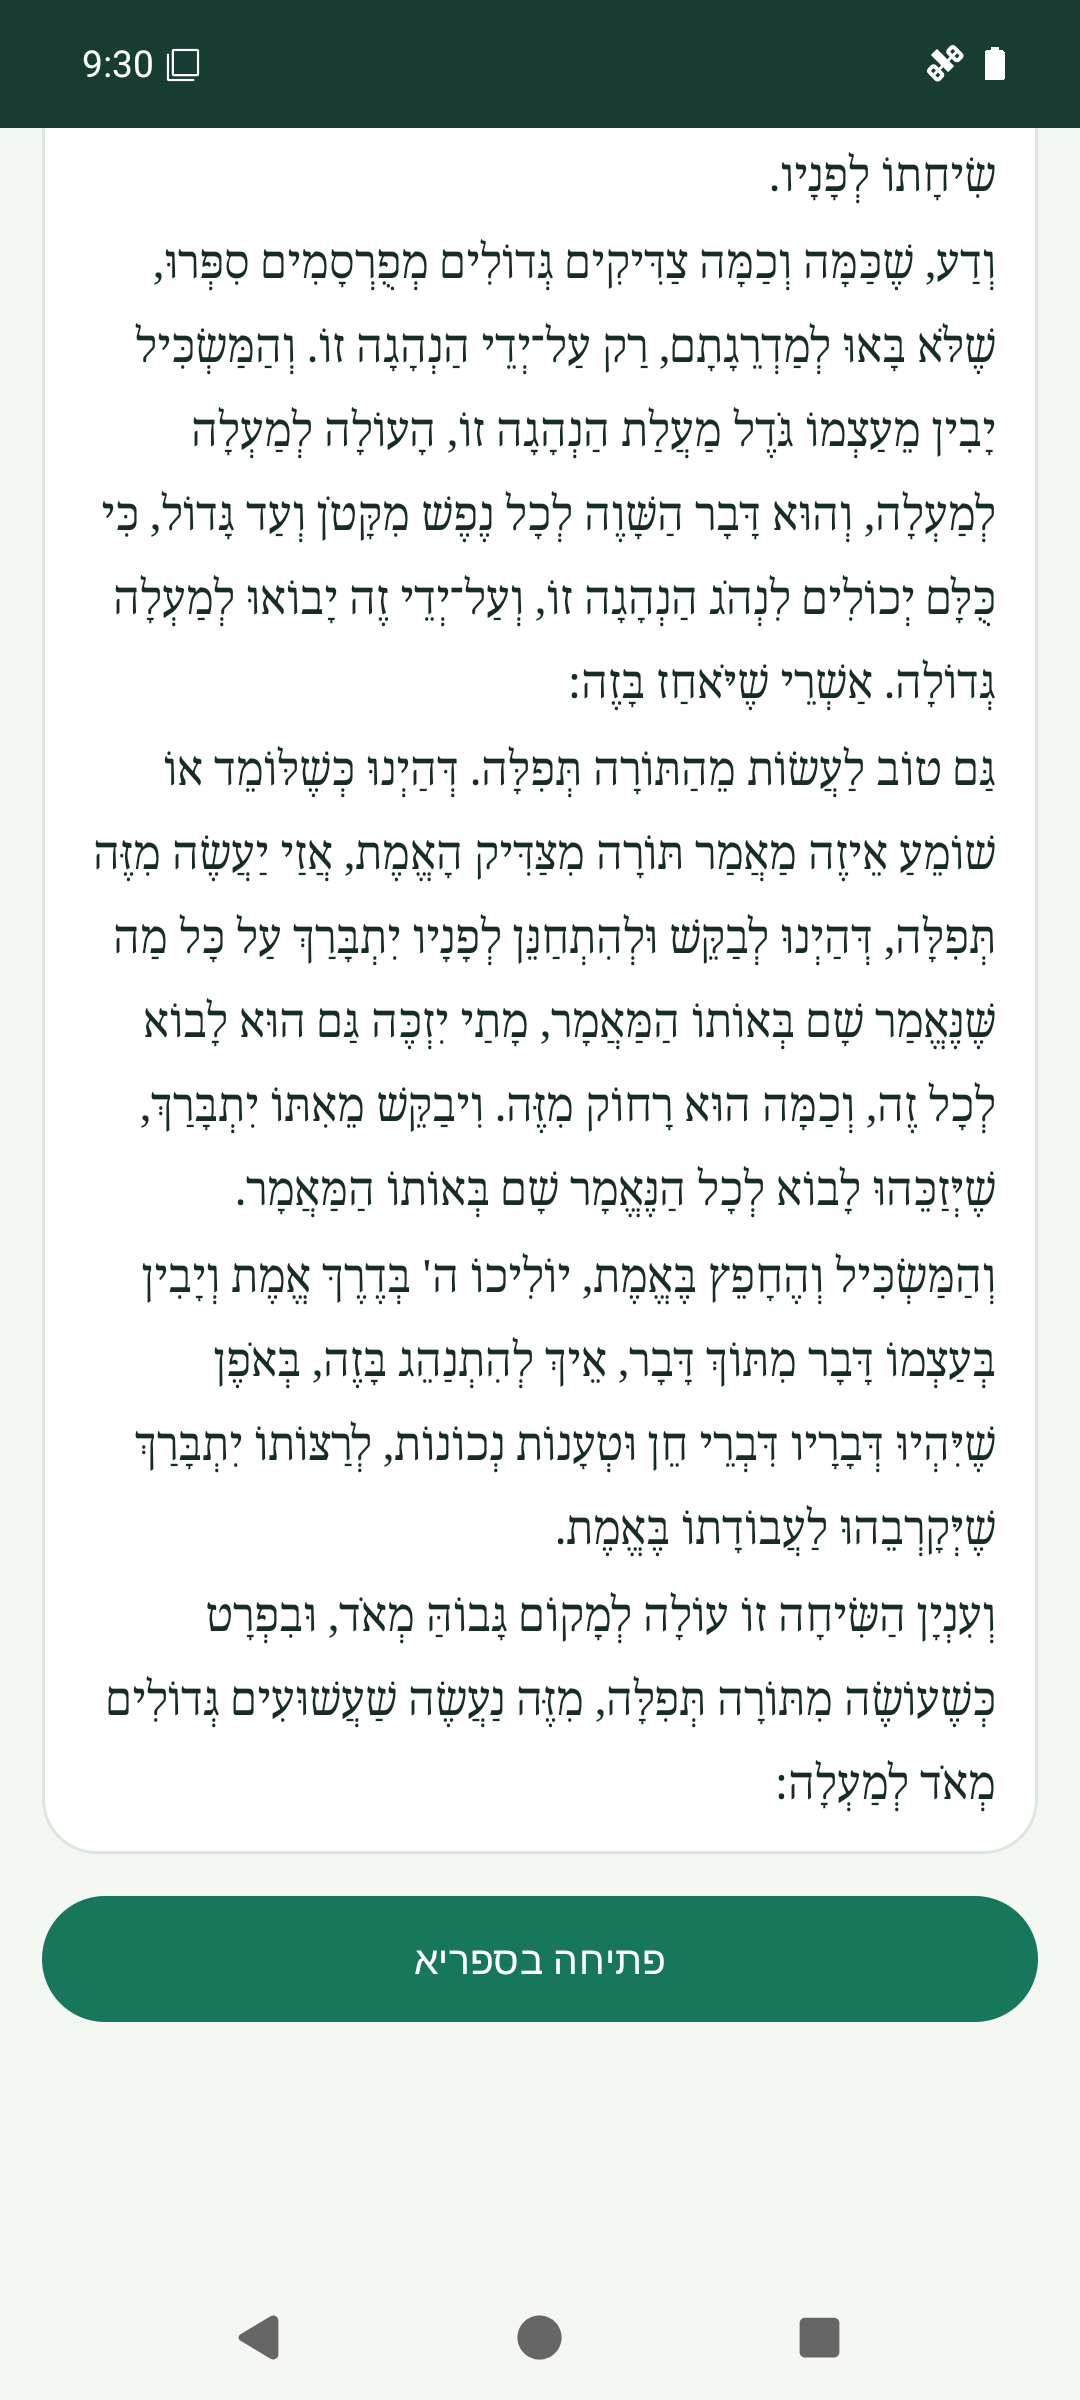 9:30
שִׂיחָתוֹ לְפָנָיו.
וְדַע, שֶׁכַּמָּה וְכַמָּה צַדִּיקִים גְּדוֹלִים מְפֻרְסָמִים סִפְּרוּ,
שֶׁלֹּא בָּאוּ לְמַדְרֵגָתם, רַק עַל־יְדֵי הַנְהָגָה זוֹ. וְהַמַּשְׂכִּיל
יָבִין מֵעַצְמוֹ גֹּדֶל מַעֲלַת הַנְהָגָה זוֹ, הָעוֹלָה לְמַעְלָה
לְמַעְלָה, וְהוּא דָּבָר הַשָּׁוֶה לְכָל נֶפֶשׁ מִקָּטֹן וְעַד גָּדוֹל, כִּי
כֻּלָּם יְכוֹלִים לִנְהֹג הַנְהָגָה זוֹ, וְעַל־יְדֵי זֶה יָבוֹאוּ לְמַעְלָה
גְּדוֹלָה. אַשְׁרֵי שֶׁיֹּאחַז בָּזֶה:
גַּם טוֹב לַעֲשׂוֹת מֵהַתּוֹרָה תְּפִלָּה. דְּהַיְנוּ כְּשֶׁלּוֹמֵד אוֹ
שׁוֹמֵעַ אֵיזֶה מַאֲמַר תּוֹרָה מִצַּדִּיק הָאֱמֶת, אֲזַי יַעֲשֶׂה מִזֶּה
תְּפִלָּה, דְּהַיְנוּ לְבַקֵּשׁ וּלְהִתְחַנֵּן לְפָנָיו יִתְבָּרַךְ עַל כָּל מַה
שֶּׁנֶּאֱמַר שָׁם בְּאוֹתוֹ הַמַּאֲמָר, מָתַי יִזְכֶּה גַּם הוּא לָבוֹא
לְכָל זֶה, וְכַמָּה הוּא רָחוֹק מִזֶּה. וִיבַקֵּשׁ מֵאִתּוֹ יִתְבָּרַךְ,
שֶׁיְּזַכֵּהוּ לָבוֹא לְכָל הַנֶּאֱמָר שָׁם בְּאוֹתוֹ הַמַּאֲמָר.
וְהַמַּשְׂכִּיל וְהֶחָפֵץ בֶּאֱמֶת, יוֹלִיכוֹ ה' בְּדֶרֶךְ אֱמֶת וְיָבִין
בְּעַצְמוֹ דָּבָר מִתּוֹךְ דָּבָר, אֵיךְ לְהִתְנַהֵג בָּזֶה, בְּאֹפֶן
שֶׁיִּהְיוּ דְּבָרָיו דִּבְרֵי חֵן וּטְעָנוֹת נְכוֹנוֹת, לְרַצּוֹתוֹ יִתְבָּרַךְ
שֶׁיְּקָרְבֵהוּ לַעֲבוֹדָתוֹ בֶּאֱמֶת.
וְעִנְיַן הַשִּׂיחָה זוֹ עוֹלָה לְמָקוֹם גָּבוֹהַּ מְאֹד, וּבִפְרָט
כְּשֶׁעוֹשֶׂה מִתּוֹרָה תְּפִלָּה, מִזֶּה נַעֲשֶׂה שַׁעֲשׁוּעִים גְּדוֹלִים
מְאֹד לְמַעְלָה:
פתיחה בספריא